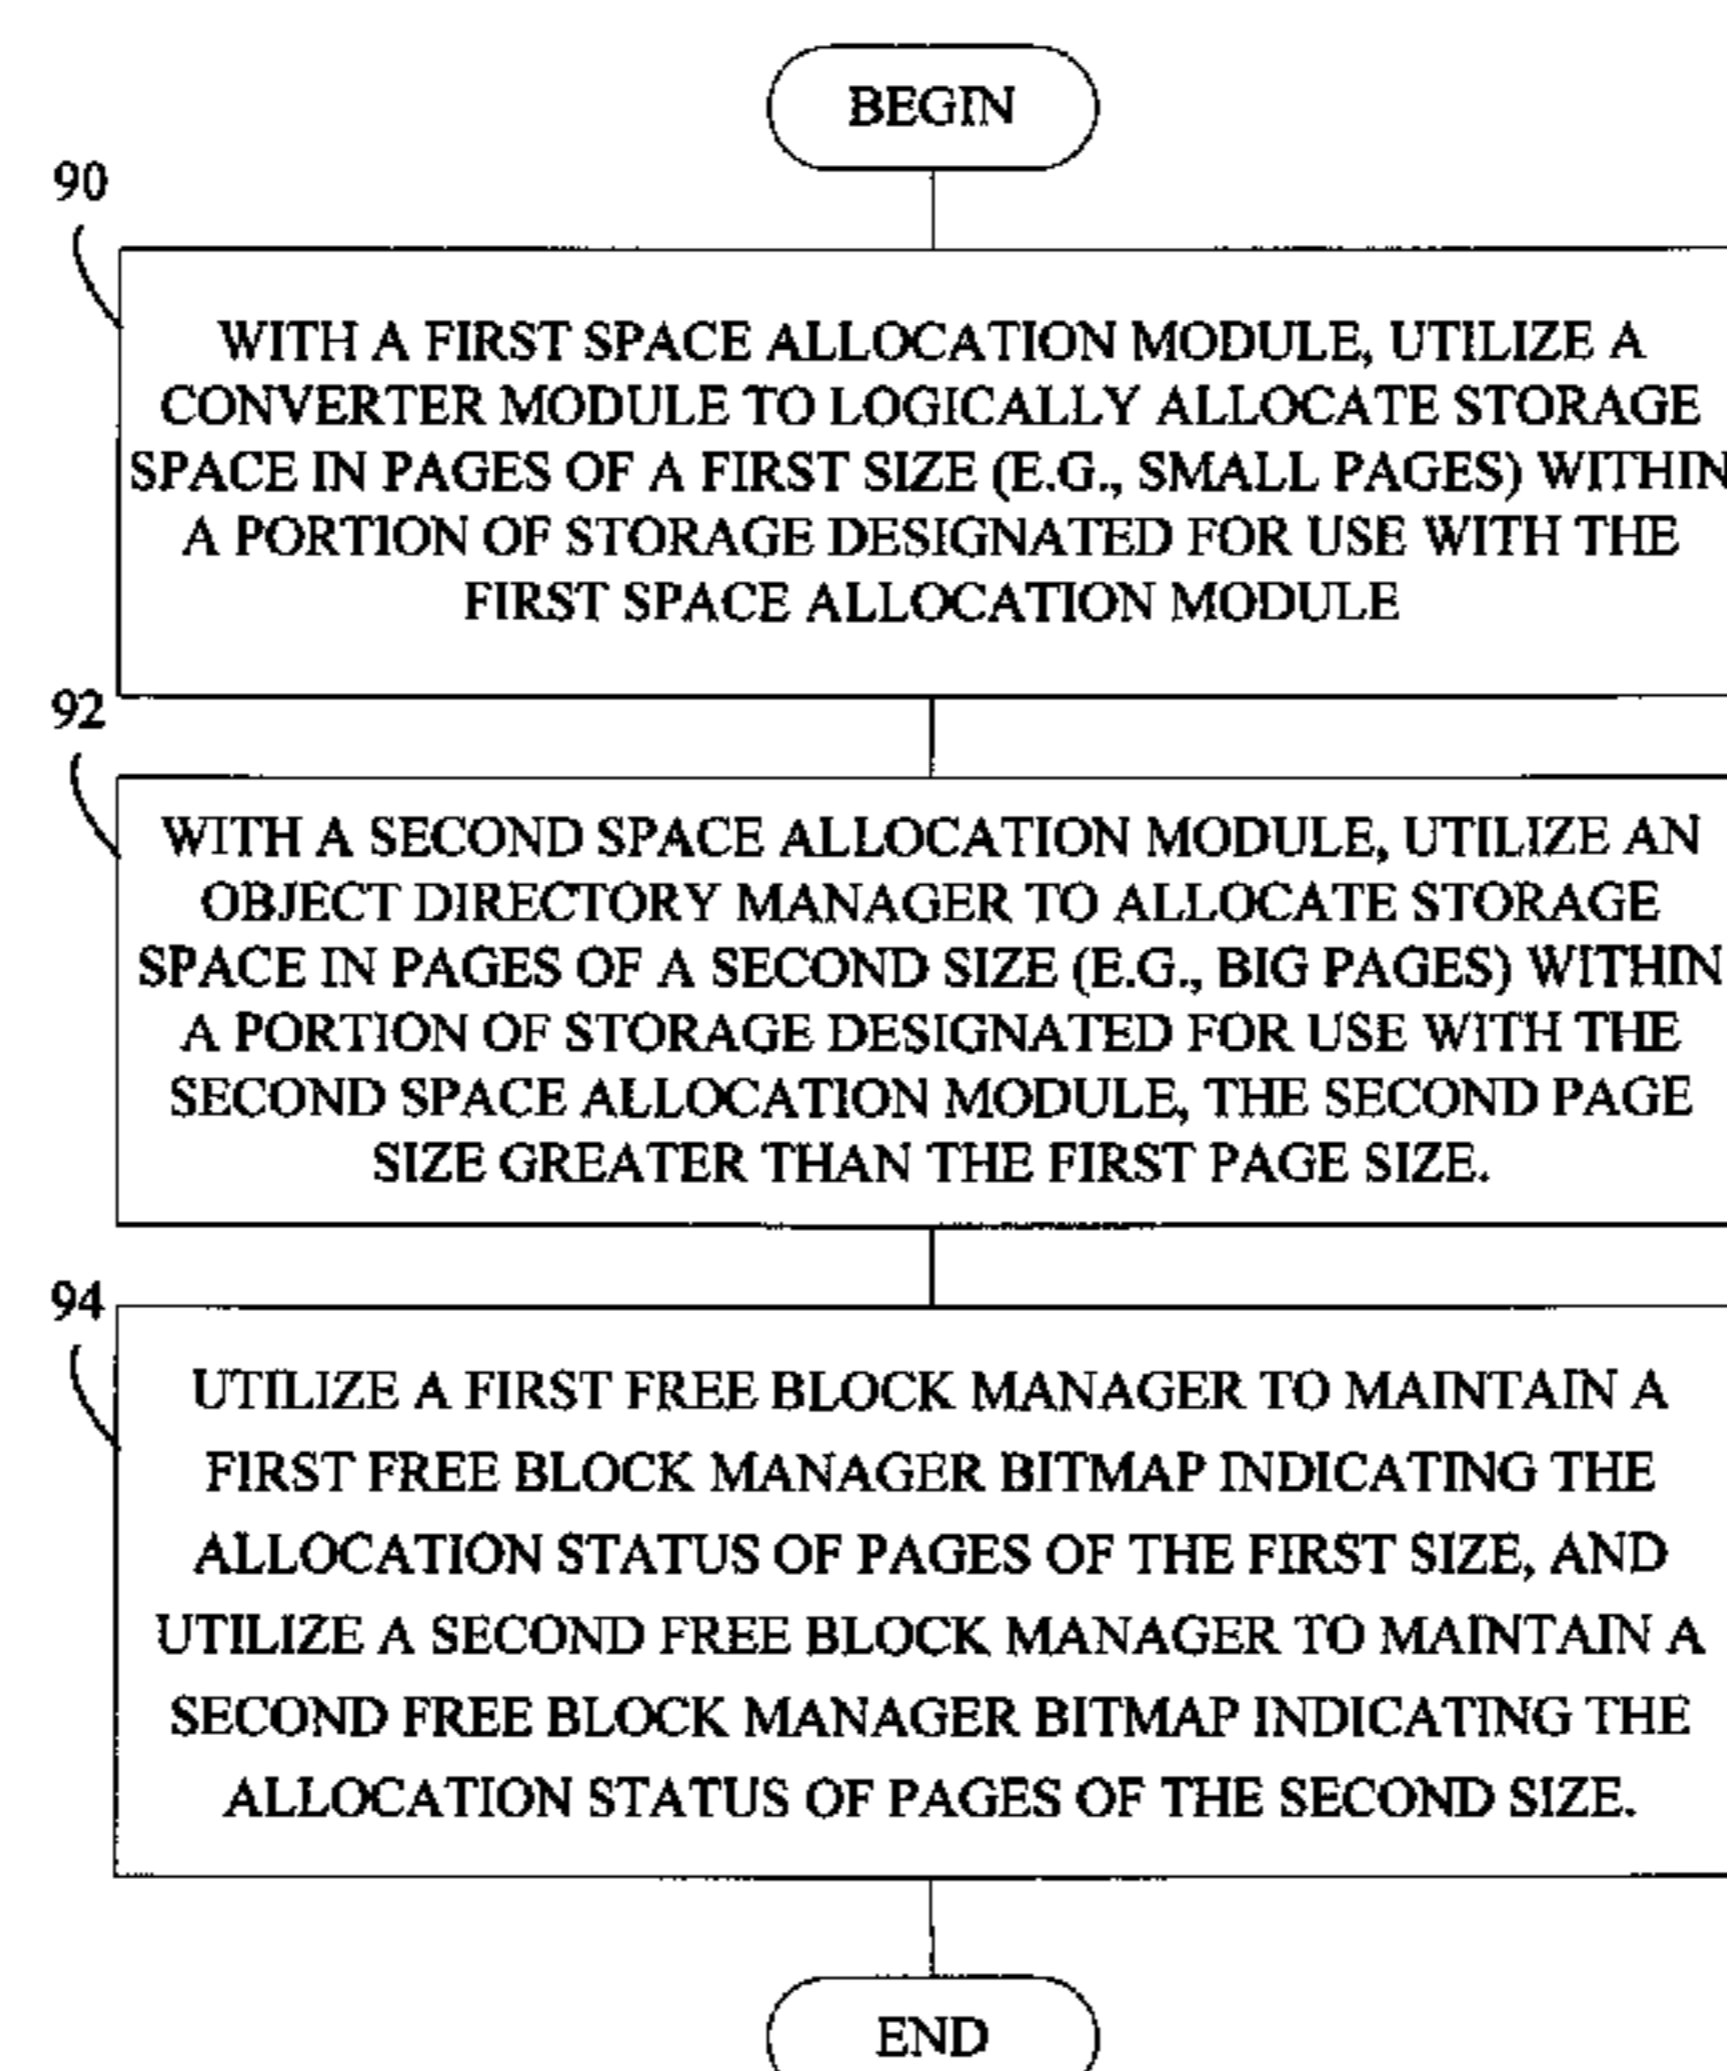 BEGIN
90
WITH A FIRST SPACE ALLOCATION MODULE, UTILIZE A
CONVERTER MODULE TO LOGICALLY ALLOCATE STORAGE
SPACE IN PAGES OF A FIRST SIZE (E.G., SMALL PAGES) WITHIN
A PORTION OF STORAGE DESIGNATED FOR USE WITH THE
FIRST SPACE ALLOCATION MODULE
92
WITH A SECOND SPACE ALLOCATION MODULE, UTILIZE AN
OBJECT DIRECTORY MANAGER TO ALLOCATE STORAGE
SPACE IN PAGES OF A SECOND SIZE (E.G., BIG PAGES) WITHIN
A PORTION OF STORAGE DESIGNATED FOR USE WITH THE
SECOND SPACE ALLOCATION MODULE, THE SECOND PAGE
SIZE GREATER THAN THE FIRST PAGE SIZE.
94
UTILIZE A FIRST FREE BLOCK MANAGER TO MAINTAIN A
FIRST FREE BLOCK MANAGER BITMAP INDICATING THE
ALLOCATION STATUS OF PAGES OF THE FIRST SIZE, AND
UTILIZE A SECOND FREE BLOCK MANAGER TO MAINTAIN A
SECOND FREE BLOCK MANAGER BITMAP INDICATING THE
ALLOCATION STATUS OF PAGES OF THE SECOND SIZE.
END